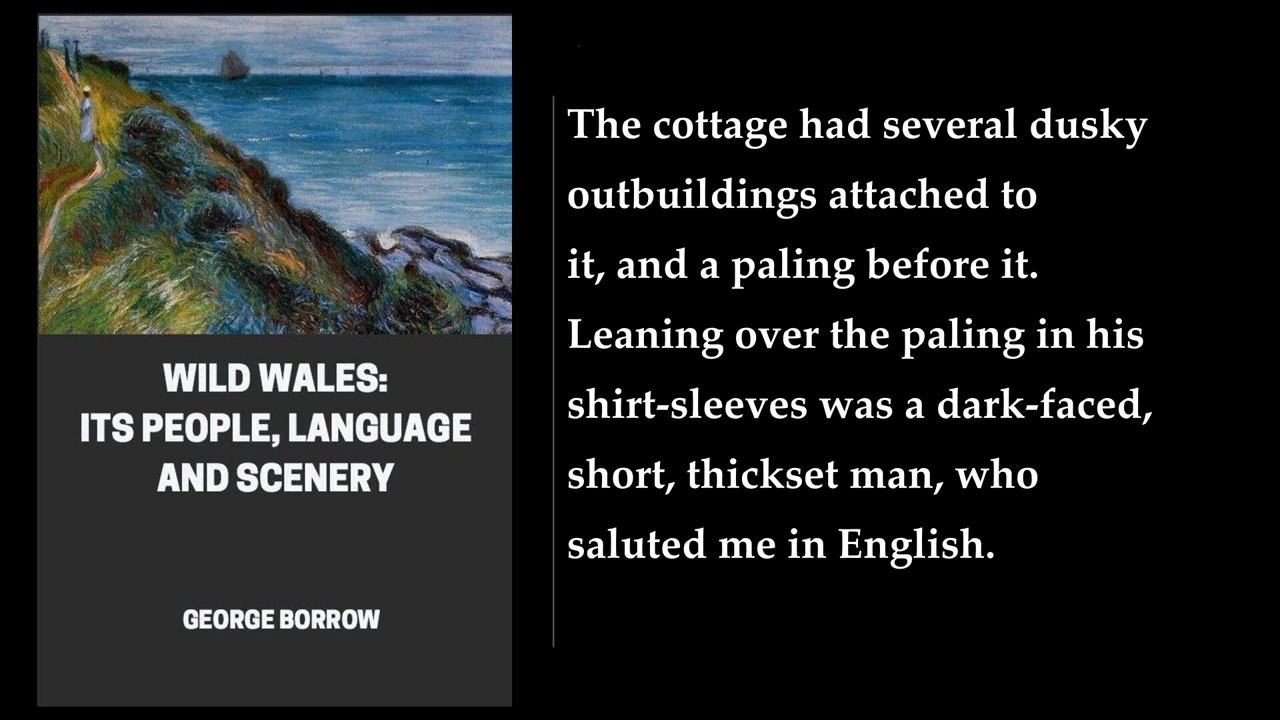 WILD WALES:
ITS PEOPLE, LANGUAGE
AND SCENERY
GEORGE BORROW
The cottage had several dusky
outbuildings attached to
it, and a paling before it.
Leaning over the paling in his
shirt-sleeves was a dark-faced,
short, thickset man, who
saluted me in English.